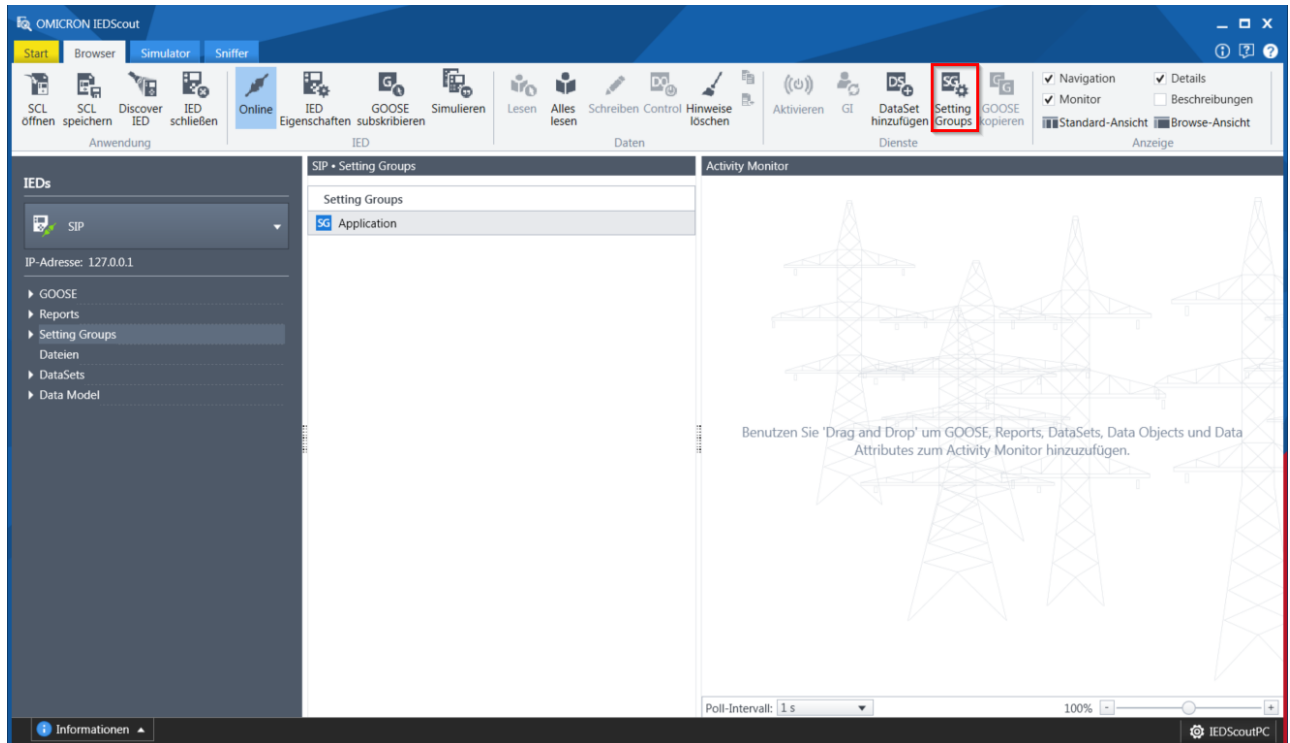 OMICRON IEDScout
Start Browser Simulator Sniffer
SCL öffnen
SCL speichern
Discover IED
IED schließen
Anwendung
Online
IED Eigenschaften
GOOSE subskribieren
Simulieren
IED
Lesen
Alles lesen
Schreiben
Control
Hinweise löschen
Daten
Aktivieren
GI
DataSet hinzufügen
Setting Groups
GOOSE kopieren
Dienste
Navigation
Details
Monitor
Beschreibungen
Standard-Ansicht
Browse-Ansicht
Anzeige
IEDs
SIP
IP-Adresse: 127.0.0.1
GOOSE
Reports
Setting Groups
Dateien
DataSets
Data Model
SIP • Setting Groups
Setting Groups
SG Application
Activity Monitor
Benutzen Sie 'Drag and Drop' um GOOSE, Reports, DataSets, Data Objects und Data
Attributes zum Activity Monitor hinzuzufügen.
Poll-Intervall: 1 s
100% - +
Informationen
IEDScoutPC